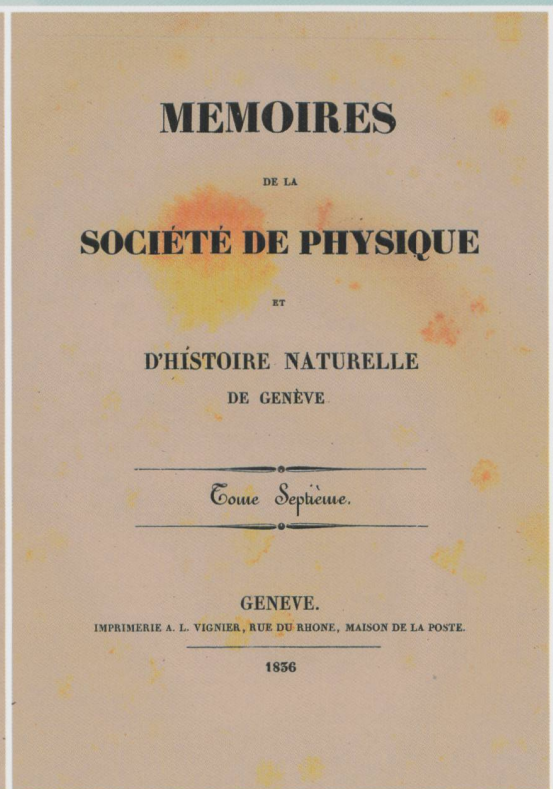 MEMOIRES
DE LA
SOCIÉTÉ DE PHYSIQUE
ET
D'HÍSTOIRE NATURELLE
DE GENÈVE
Tome Septième.
GENEVE.
IMPRIMERIE A. L. VIGNIER, RUE DU RHONE, MAISON DE LA POSTE.
1836